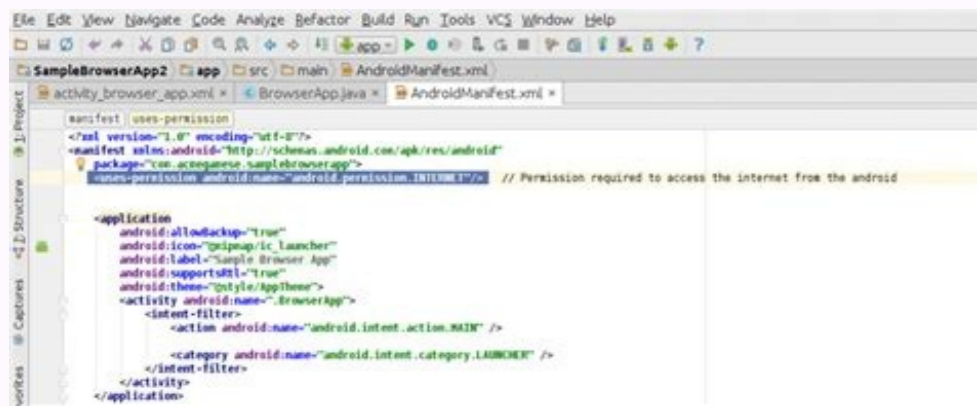 File Edit View Navigate Code Analyze Refactor Build Run Tools VCS Window Help
app
SampleBrowserApp2 app src main AndroidManifest.xml
activity_browser_app.xml × BrowserApp.java × AndroidManifest.xml ×
1: Project
manifest uses-permission
<?xml version="1.0" encoding="utf-8"?>
<manifest xmlns:android="http://schemas.android.com/apk/res/android"
package="com.acmeganese.samplebrowserapp">
<uses-permission android:name="android.permission.INTERNET"/> // Permission required to access the internet from the android
Z: Structure
<application
android:allowBackup="true"
android:icon="@mipmap/ic_launcher"
android:label="Sample Browser App"
android:supportsRtl="true"
android:theme="@style/AppTheme">
<activity android:name=".BrowserApp">
Captures
<intent-filter>
<action android:name="android.intent.action.MAIN" />
<category android:name="android.intent.category.LAUNCHER" />
</intent-filter>
</activity>
</application>
vorites